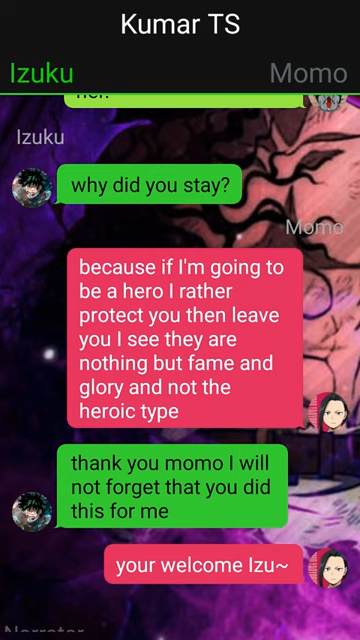 Kumar TS
Izuku Momo
her!
Izuku
why did you stay?
Momo
because if I'm going to
be a hero I rather
protect you then leave
you I see they are
nothing but fame and
glory and not the
heroic type
thank you momo I will
not forget that you did
this for me
your welcome Izu~
Narrator